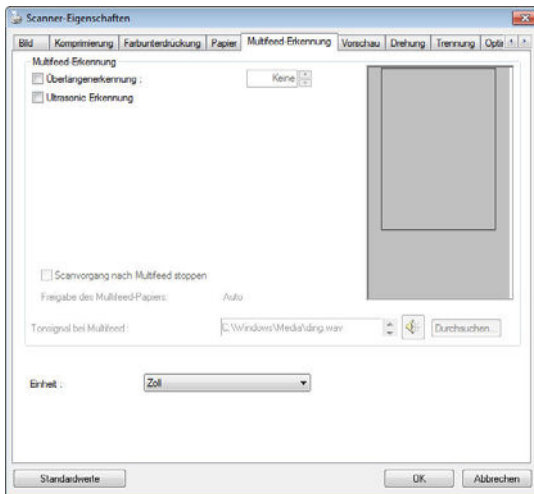 Scanner-Eigenschaften
Bild Komprimierung Farbunterdrückung Papier Multifeed-Erkennung Vorschau Drehung Trennung Opti
Multifeed-Erkennung
Überlängenerkennung : Keine
Ultrasonic Erkennung
Scanvorgang nach Multifeed stoppen
Freigabe des Multifeed-Papiers: Auto
Tonsignal bei Multifeed : C:\Windows\Media\ding.wav Durchsuchen...
Einheit : Zoll
Standardwerte OK Abbrechen